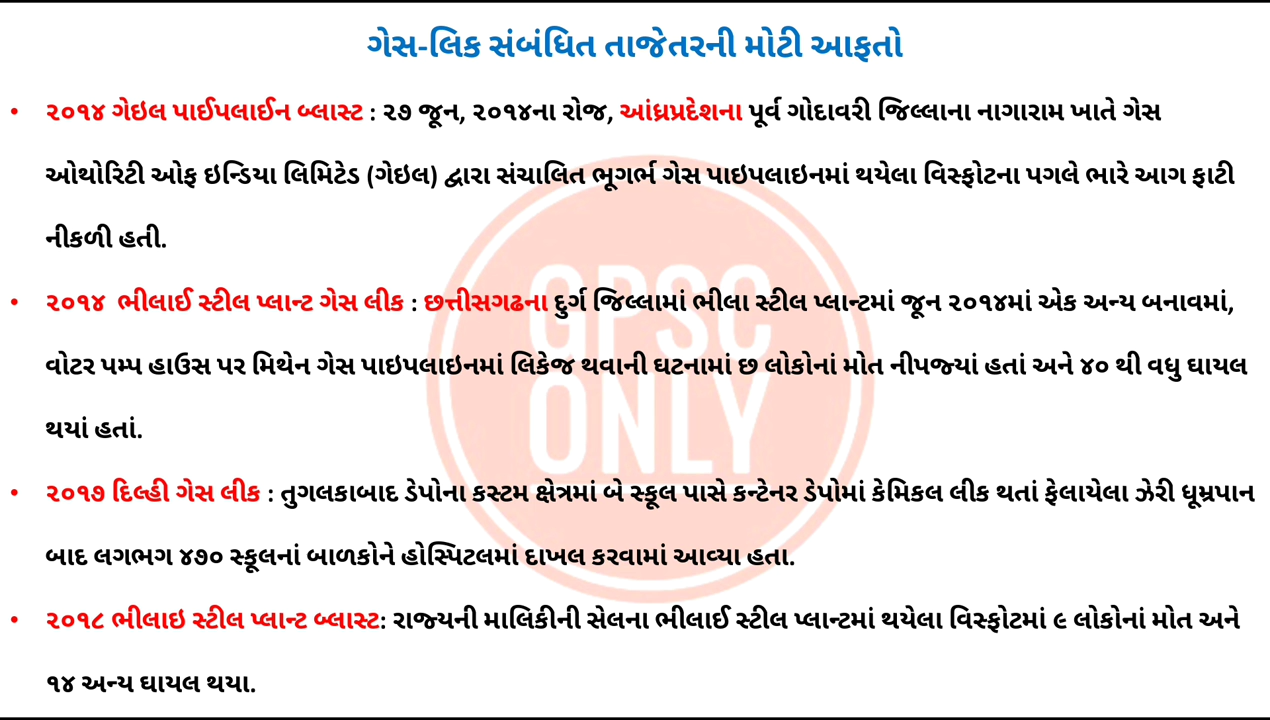 ગેસ-લિક સંબંધિત તાજેતરની મોટી આફતો
• ૨૦૧૪ ગેઇલ પાઈપલાઈન બ્લાસ્ટ : ૨૭ જૂન, ૨૦૧૪ના રોજ, આંધ્રપ્રદેશના પૂર્વ ગોદાવરી જિલ્લાના નાગારામ ખાતે ગેસ
ઓથોરિટી ઓફ ઇન્ડિયા લિમિટેડ (ગેઇલ) દ્વારા સંચાલિત ભૂગર્ભ ગેસ પાઇપલાઇનમાં થયેલા વિસ્ફોટના પગલે ભારે આગ ફાટી
નીકળી હતી.
• ૨૦૧૪ ભીલાઈ સ્ટીલ પ્લાન્ટ ગેસ લીક : છત્તીસગઢના દુર્ગ જિલ્લામાં ભીલા સ્ટીલ પ્લાન્ટમાં જૂન ૨૦૧૪માં એક અન્ય બનાવમાં,
વોટર પમ્પ હાઉસ પર મિથેન ગેસ પાઇપલાઇનમાં લિકેજ થવાની ઘટનામાં છ લોકોનાં મોત નીપજ્યાં હતાં અને ૪૦ થી વધુ ઘાયલ
થયાં હતાં.
• ૨૦૧૭ દિલ્હી ગેસ લીક : તુગલકાબાદ ડેપોના કસ્ટમ ક્ષેત્રમાં બે સ્કૂલ પાસે કન્ટેનર ડેપોમાં કેમિકલ લીક થતાં ફેલાયેલા ઝેરી ધૂમ્રપાન
બાદ લગભગ ૪૭૦ સ્કૂલનાં બાળકોને હોસ્પિટલમાં દાખલ કરવામાં આવ્યા હતા.
• ૨૦૧૮ ભીલાઇ સ્ટીલ પ્લાન્ટ બ્લાસ્ટ: રાજ્યની માલિકીની સેલના ભીલાઈ સ્ટીલ પ્લાન્ટમાં થયેલા વિસ્ફોટમાં ૯ લોકોનાં મોત અને
૧૪ અન્ય ઘાયલ થયા.
GPSC
ONLY